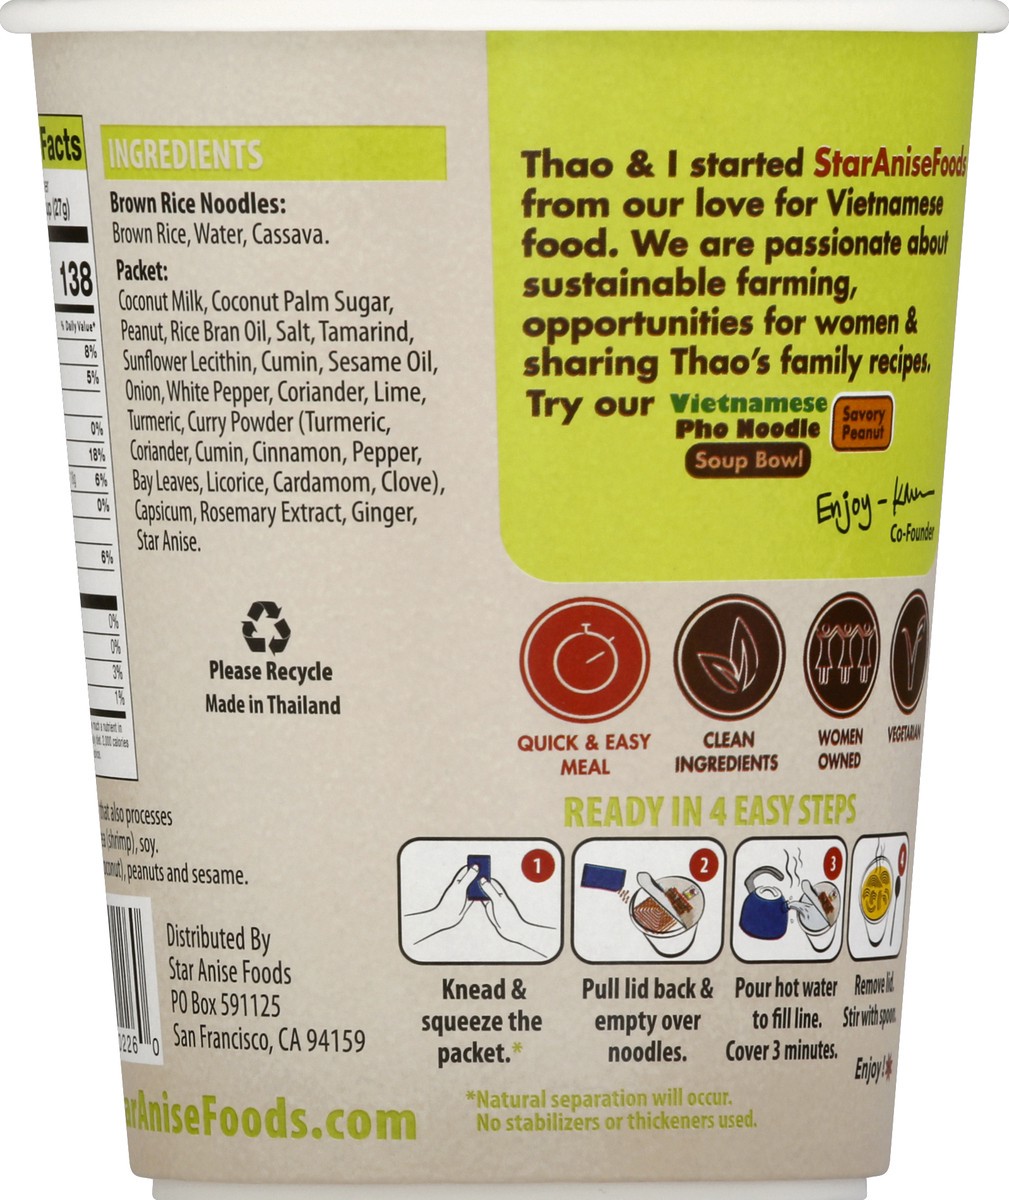 Facts
(27g)
138
% Daily Value*
8%
5%
0%
18%
6%
0%
6%
0%
0%
3%
1%
INGREDIENTS
Brown Rice Noodles:
Brown Rice, Water, Cassava.
Packet:
Coconut Milk, Coconut Palm Sugar,
Peanut, Rice Bran Oil, Salt, Tamarind,
Sunflower Lecithin, Cumin, Sesame Oil,
Onion, White Pepper, Coriander, Lime,
Turmeric, Curry Powder (Turmeric,
Coriander, Cumin, Cinnamon, Pepper,
Bay Leaves, Licorice, Cardamom, Clove),
Capsicum, Rosemary Extract, Ginger,
Star Anise.
Please Recycle
Made in Thailand
that also processes
(shrimp), soy.
peanuts and sesame.
Distributed By
Star Anise Foods
PO Box 591125
San Francisco, CA 94159
arAniseFoods.com
Thao & I started StarAniseFoods
from our love for Vietnamese
food. We are passionate about
sustainable farming,
opportunities for women &
sharing Thao's family recipes.
Try our Vietnamese
Pho Noodle
Soup Bowl
Savory
Peanut
Enjoy -
Co-Founder
QUICK & EASY
MEAL
CLEAN
INGREDIENTS
WOMEN
OWNED
VEGETARIAN
READY IN 4 EASY STEPS
1
Knead &
squeeze the
packet.*
2
Pull lid back &
empty over
noodles.
3
Pour hot water
to fill line.
Cover 3 minutes.
4
Remove lid.
Stir with spoon.
Enjoy!
*Natural separation will occur.
No stabilizers or thickeners used.